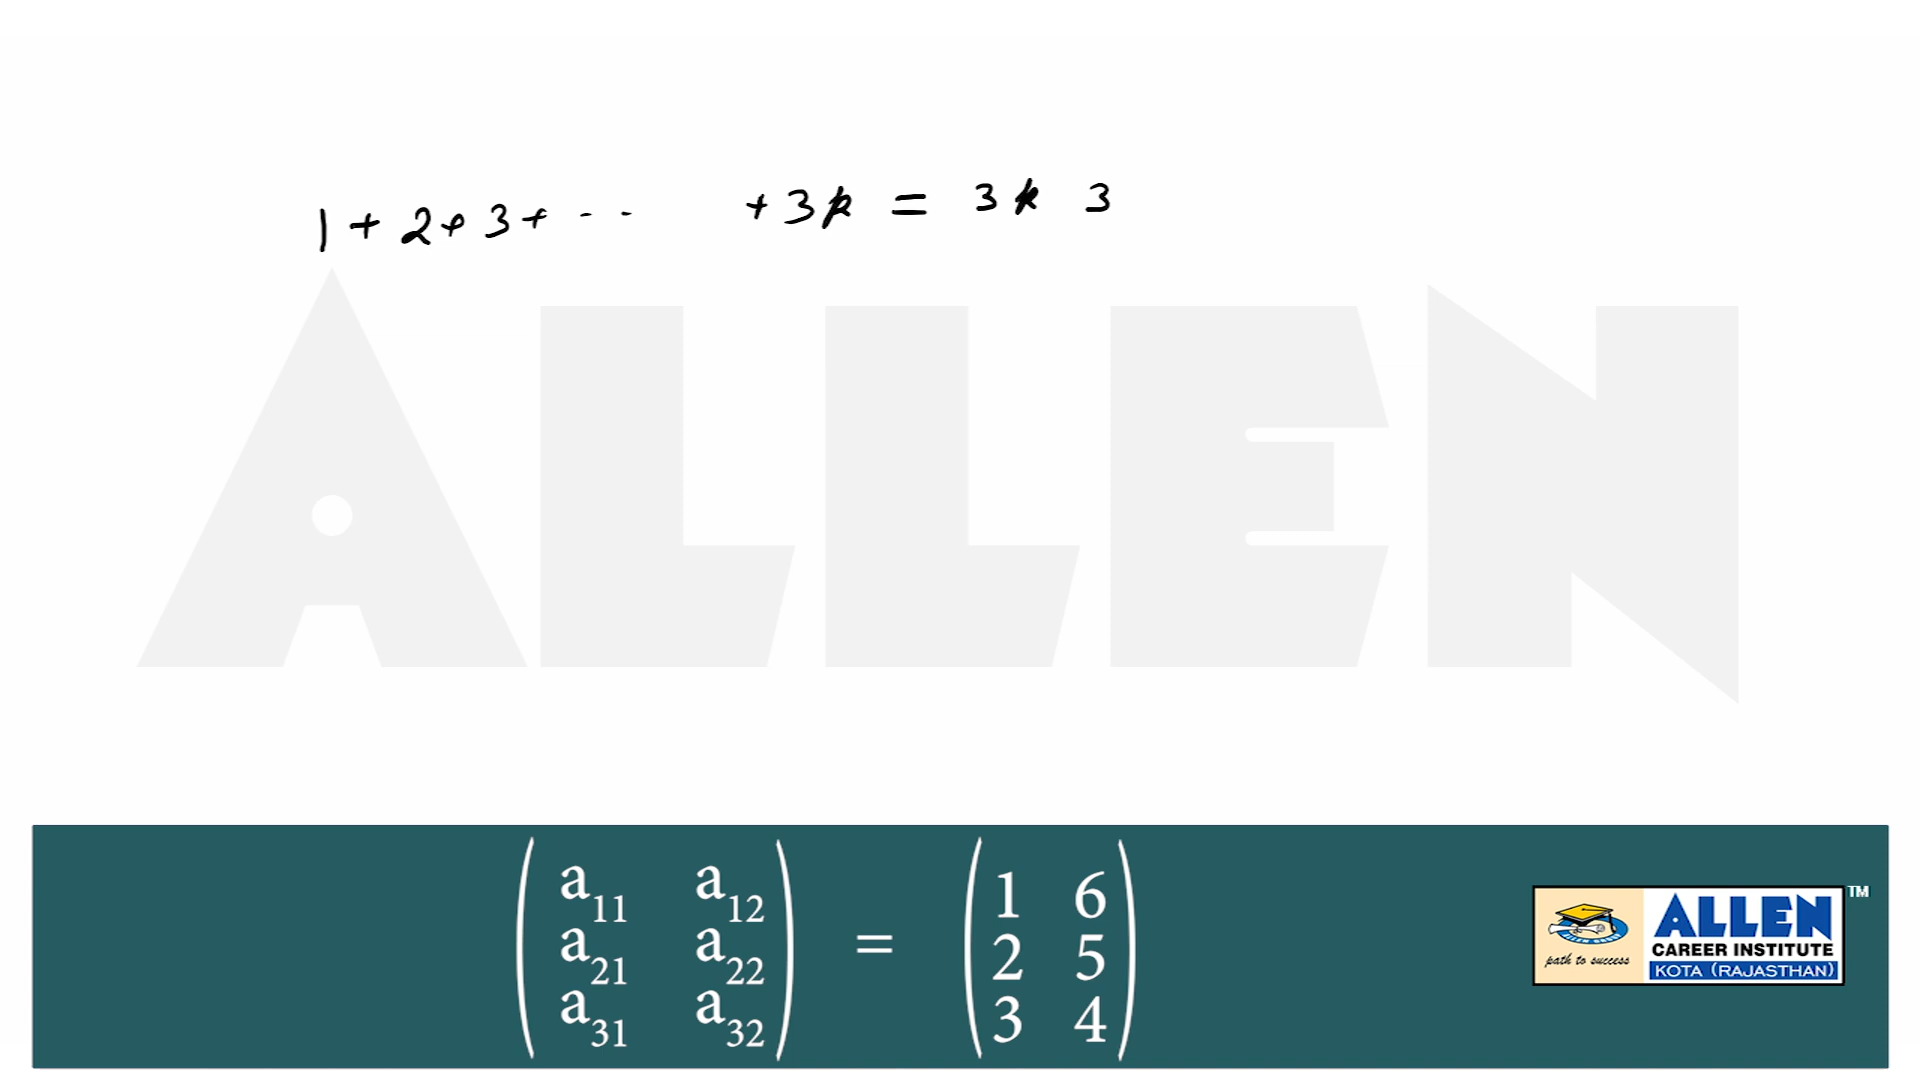 1 + 2 + 3 + - - + 3k = 3k 3
ALLEN
( a₁₁ a₁₂ ) = ( 1 6 )
( a₂₁ a₂₂ ) ( 2 5 )
( a₃₁ a₃₂ ) ( 3 4 )
path to success
ALLEN
CAREER INSTITUTE
KOTA (RAJASTHAN)
TM